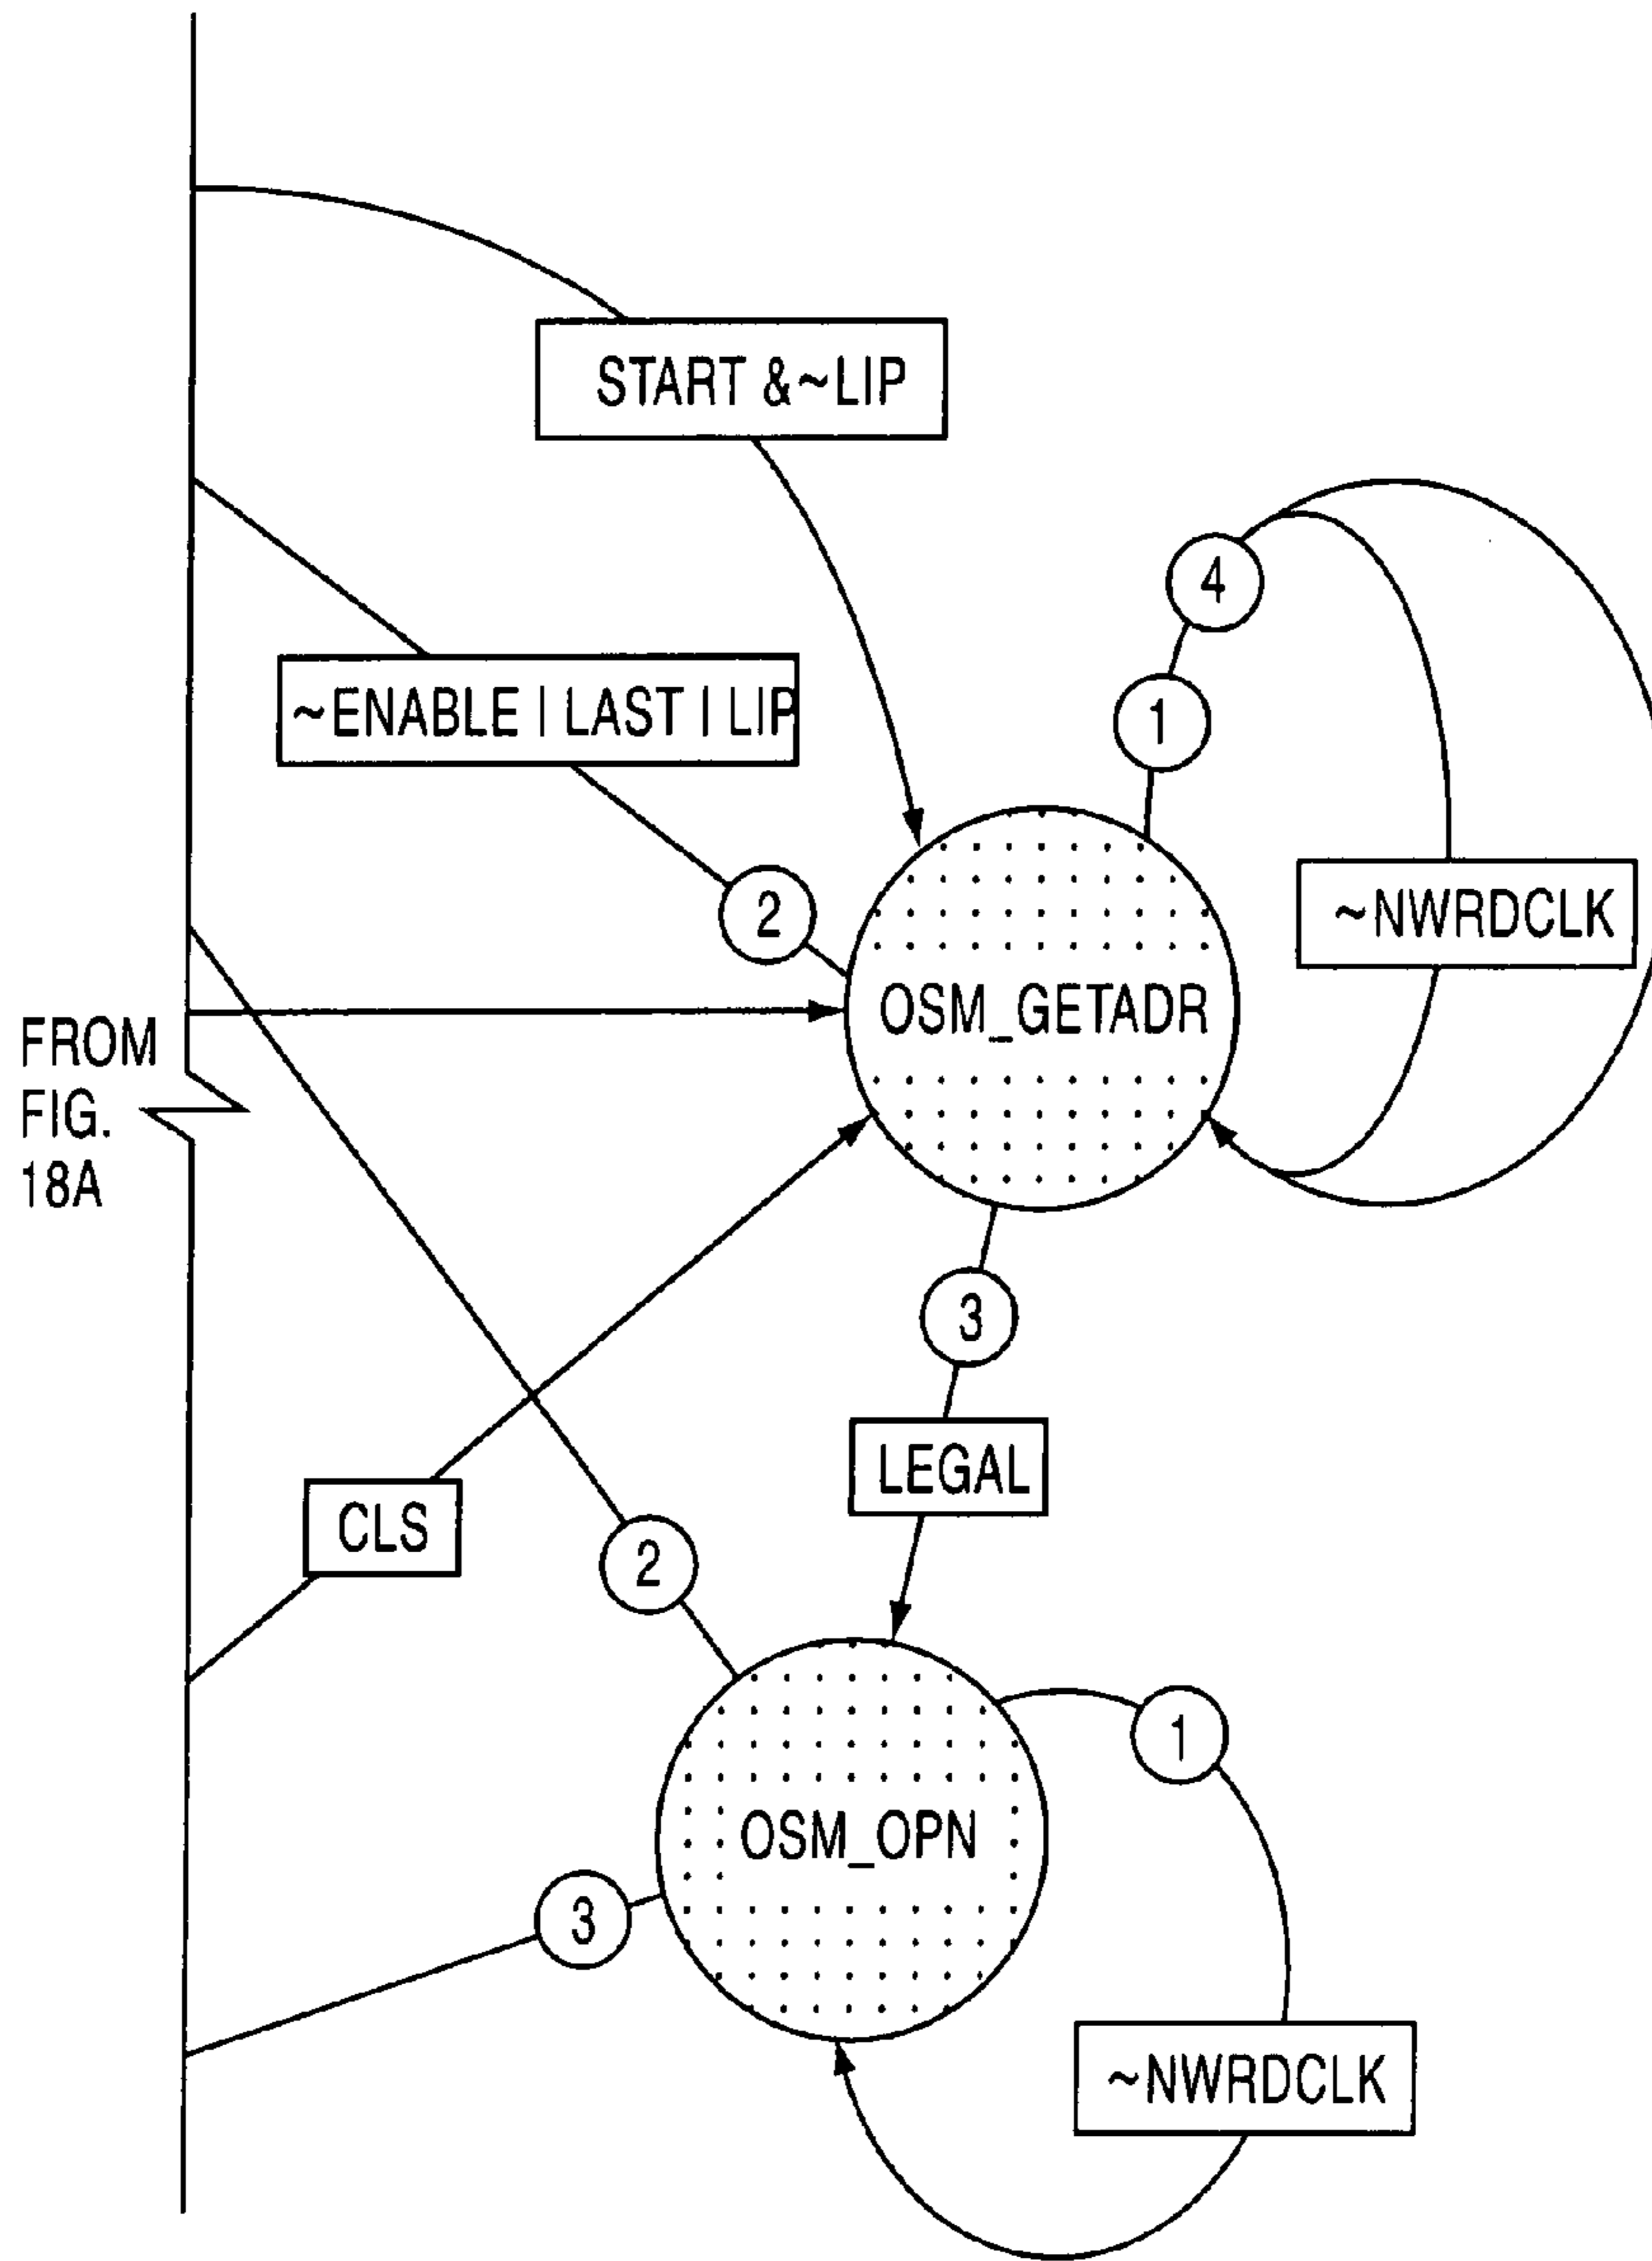 START &~LIP
4
1
~ENABLE | LAST | LIP
2
~NWRDCLK
OSM_GETADR
FROM
FIG.
18A
3
LEGAL
CLS
2
1
OSM_OPN
3
~NWRDCLK